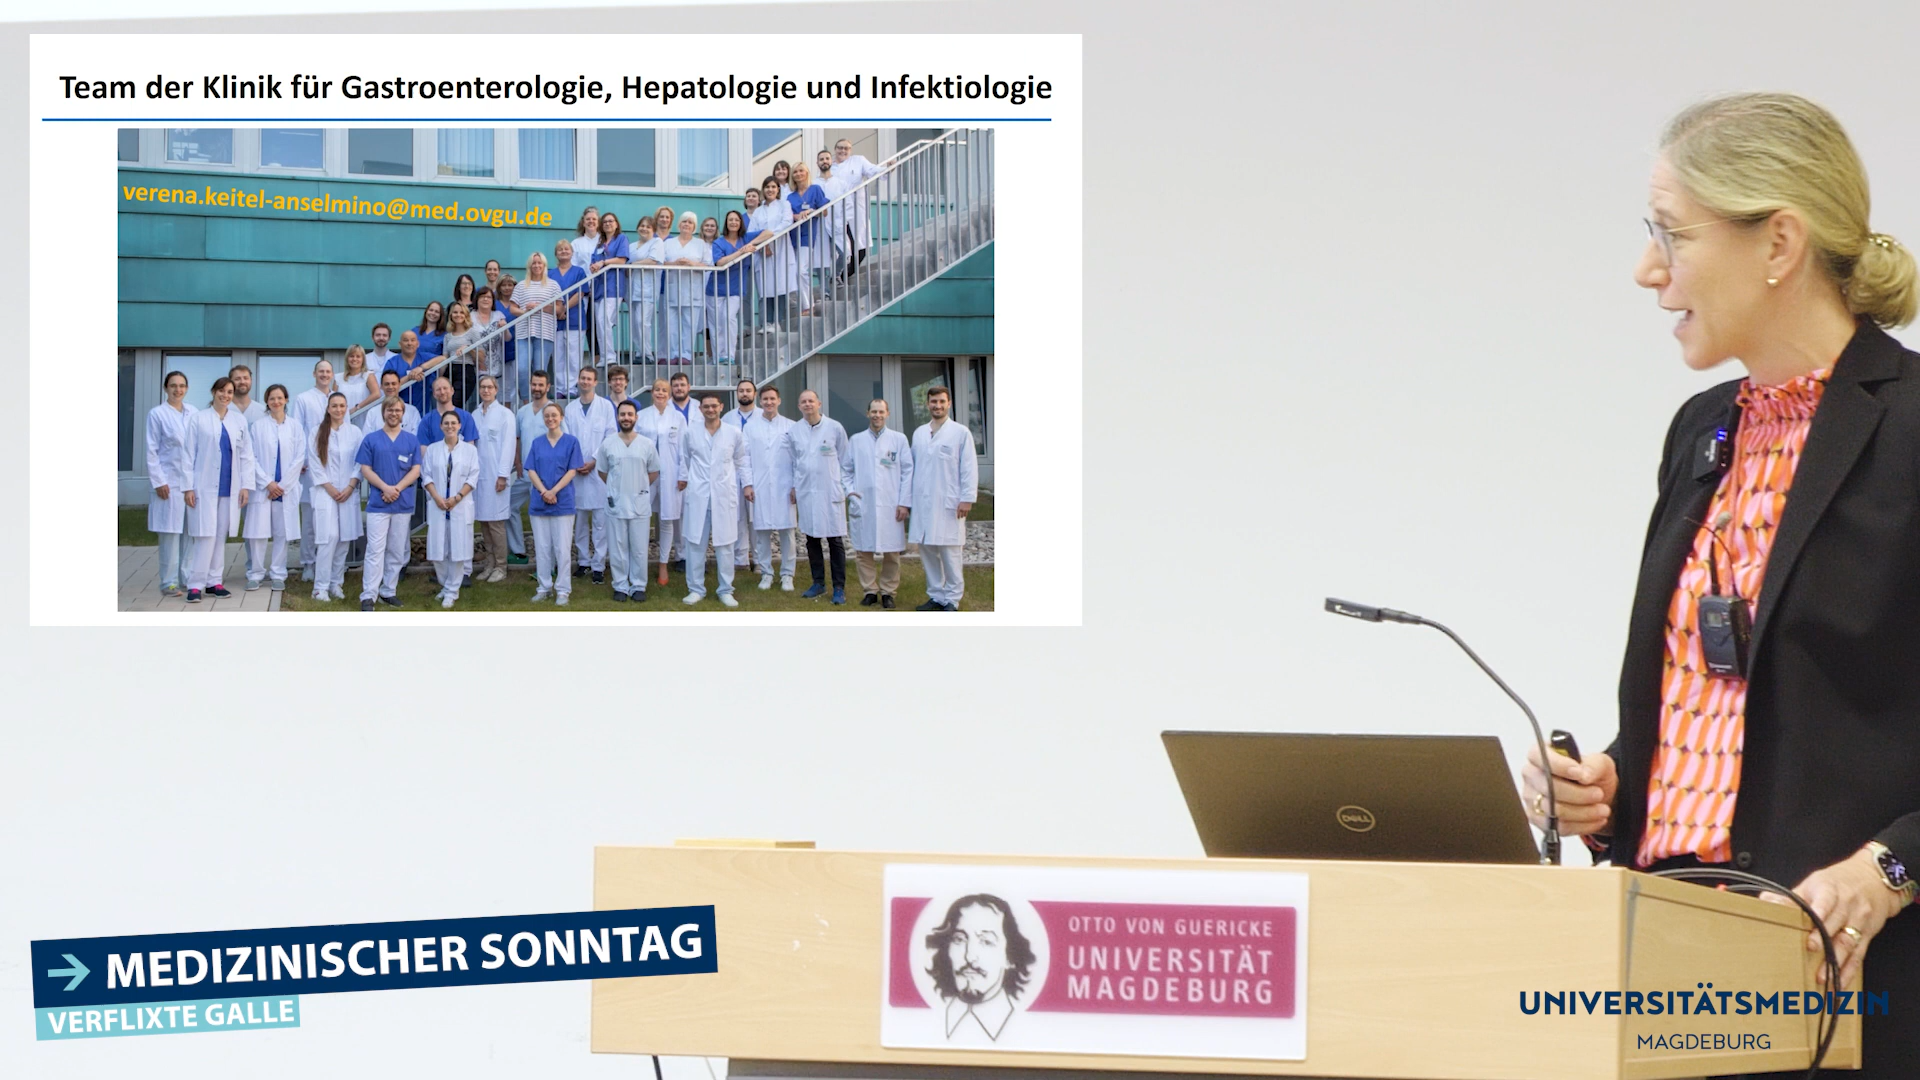 Team der Klinik für Gastroenterologie, Hepatologie und Infektiologie
verena.keitel-anselmino@med.ovgu.de
DELL
OTTO VON GUERICKE
UNIVERSITÄT
MAGDEBURG
MEDIZINISCHER SONNTAG
VERFLIXTE GALLE
UNIVERSITÄTSMEDIZIN
MAGDEBURG